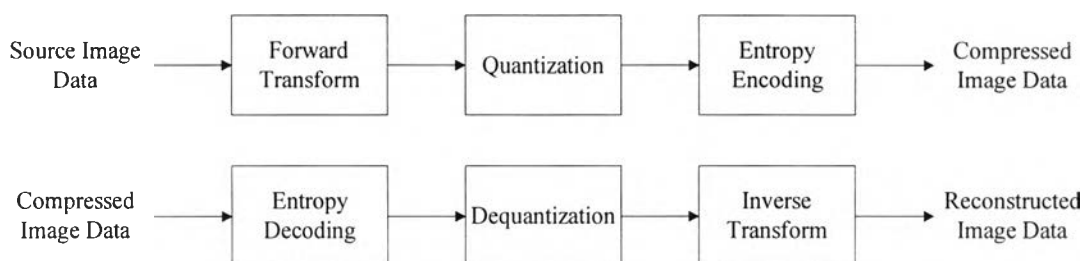 Source Image
Data
Forward
Transform
Quantization
Entropy
Encoding
Compressed
Image Data
Compressed
Image Data
Entropy
Decoding
Dequantization
Inverse
Transform
Reconstructed
Image Data